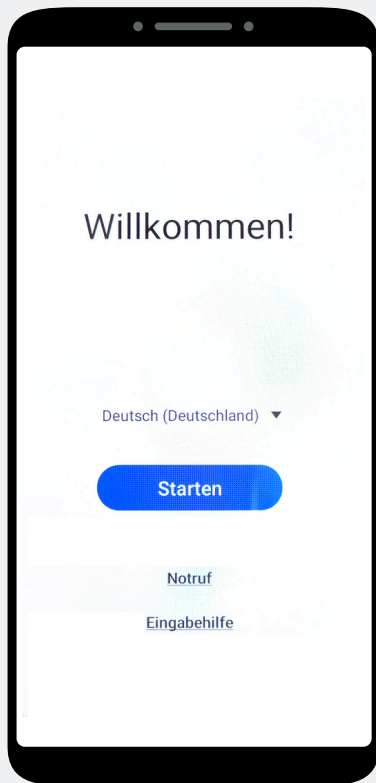 Willkommen!
Deutsch (Deutschland)
Starten
Notruf
Eingabehilfe